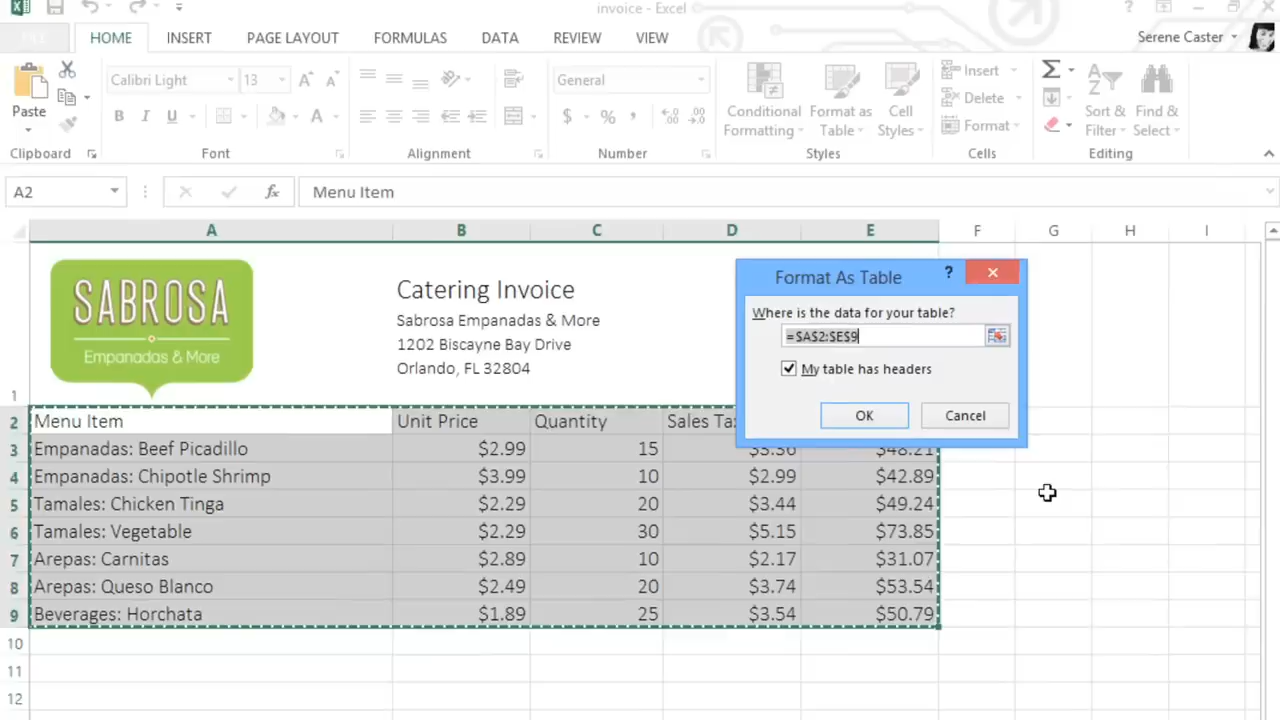 invoice - Excel
FILE HOME INSERT PAGE LAYOUT FORMULAS DATA REVIEW VIEW Serene Caster
Paste Calibri Light 13 General Conditional Formatting Format as Table Cell Styles Insert Delete Format Sort & Filter Find & Select
Clipboard Font Alignment Number Styles Cells Editing
A2 fx Menu Item
A B C D E F G H I
SABROSA
Empanadas & More
Catering Invoice
Sabrosa Empanadas & More
1202 Biscayne Bay Drive
Orlando, FL 32804
Format As Table
Where is the data for your table?
=$A$2:$E$9
My table has headers
OK Cancel
1
2 Menu Item Unit Price Quantity Sales Tax
3 Empanadas: Beef Picadillo $2.99 15 $3.36 $48.21
4 Empanadas: Chipotle Shrimp $3.99 10 $2.99 $42.89
5 Tamales: Chicken Tinga $2.29 20 $3.44 $49.24
6 Tamales: Vegetable $2.29 30 $5.15 $73.85
7 Arepas: Carnitas $2.89 10 $2.17 $31.07
8 Arepas: Queso Blanco $2.49 20 $3.74 $53.54
9 Beverages: Horchata $1.89 25 $3.54 $50.79
10
11
12